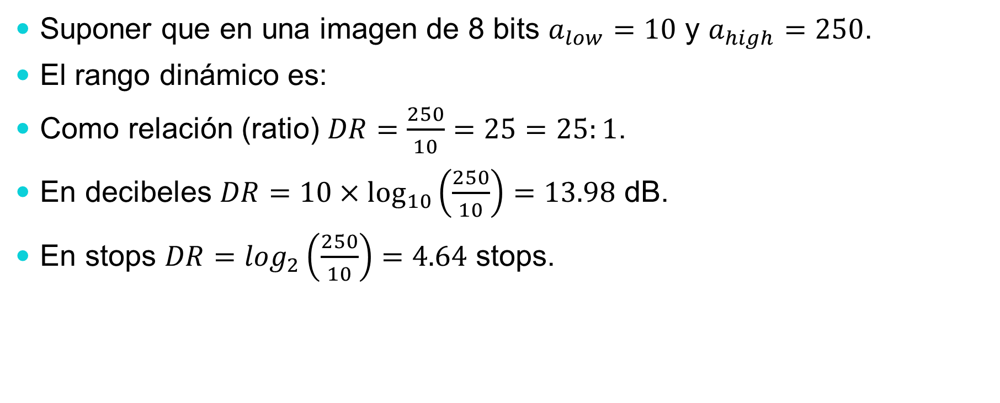 • Suponer que en una imagen de 8 bits $a_{low} = 10$ y $a_{high} = 250$.
• El rango dinámico es:
• Como relación (ratio) $DR = \frac{250}{10} = 25 = 25:1$.
• En decibeles $DR = 10 \times \log_{10} \left(\frac{250}{10}\right) = 13.98$ dB.
• En stops $DR = log_2 \left(\frac{250}{10}\right) = 4.64$ stops.